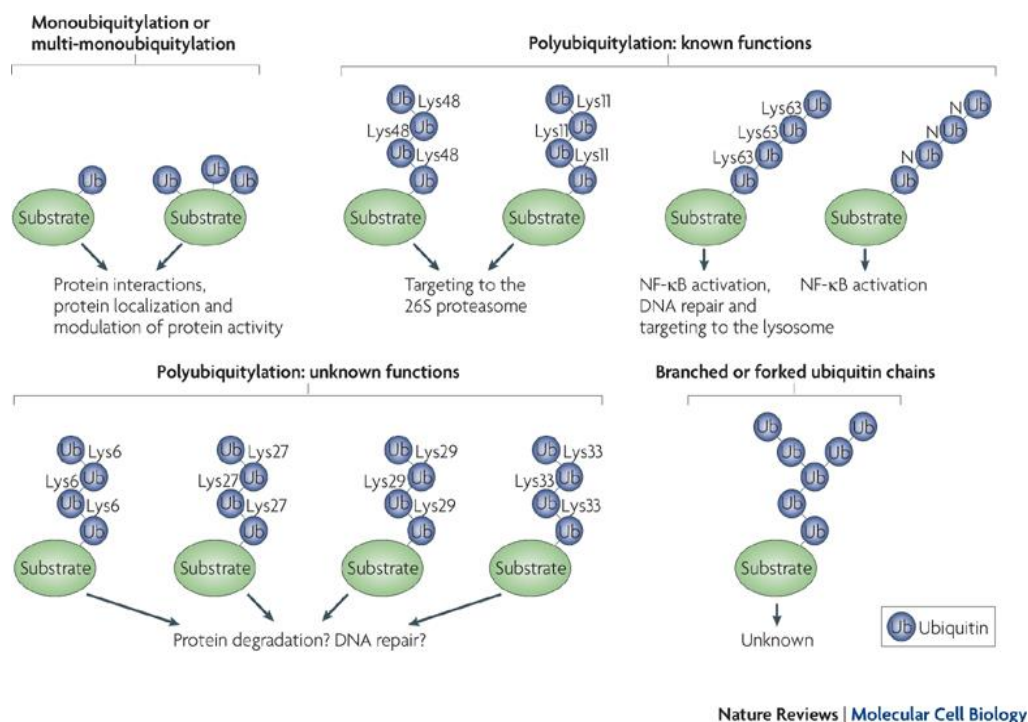 Monoubiquitylation or
multi-monoubiquitylation
Polyubiquitylation: known functions
Ub Lys48
Lys48 Ub
Ub Lys48
Ub
Ub Lys11
Lys11 Ub
Ub Lys11
Ub
Lys63 Ub
Lys63 Ub
Lys63 Ub
Ub
N Ub
N Ub
N Ub
Ub
Ub
Ub
Ub
Ub
Substrate
Substrate
Substrate
Substrate
Substrate
Substrate
Protein interactions,
protein localization and
modulation of protein activity
Targeting to the
26S proteasome
NF-κB activation,
DNA repair and
targeting to the lysosome
NF-κB activation
Polyubiquitylation: unknown functions
Branched or forked ubiquitin chains
Ub Lys6
Lys6 Ub
Ub Lys6
Ub
Ub Lys27
Lys27 Ub
Ub Lys27
Ub
Ub Lys29
Lys29 Ub
Ub Lys29
Ub
Ub Lys33
Lys33 Ub
Ub Lys33
Ub
Ub Ub
Ub Ub
Ub
Ub
Ub
Substrate
Substrate
Substrate
Substrate
Substrate
Protein degradation? DNA repair?
Unknown
Ub Ubiquitin
Nature Reviews | Molecular Cell Biology